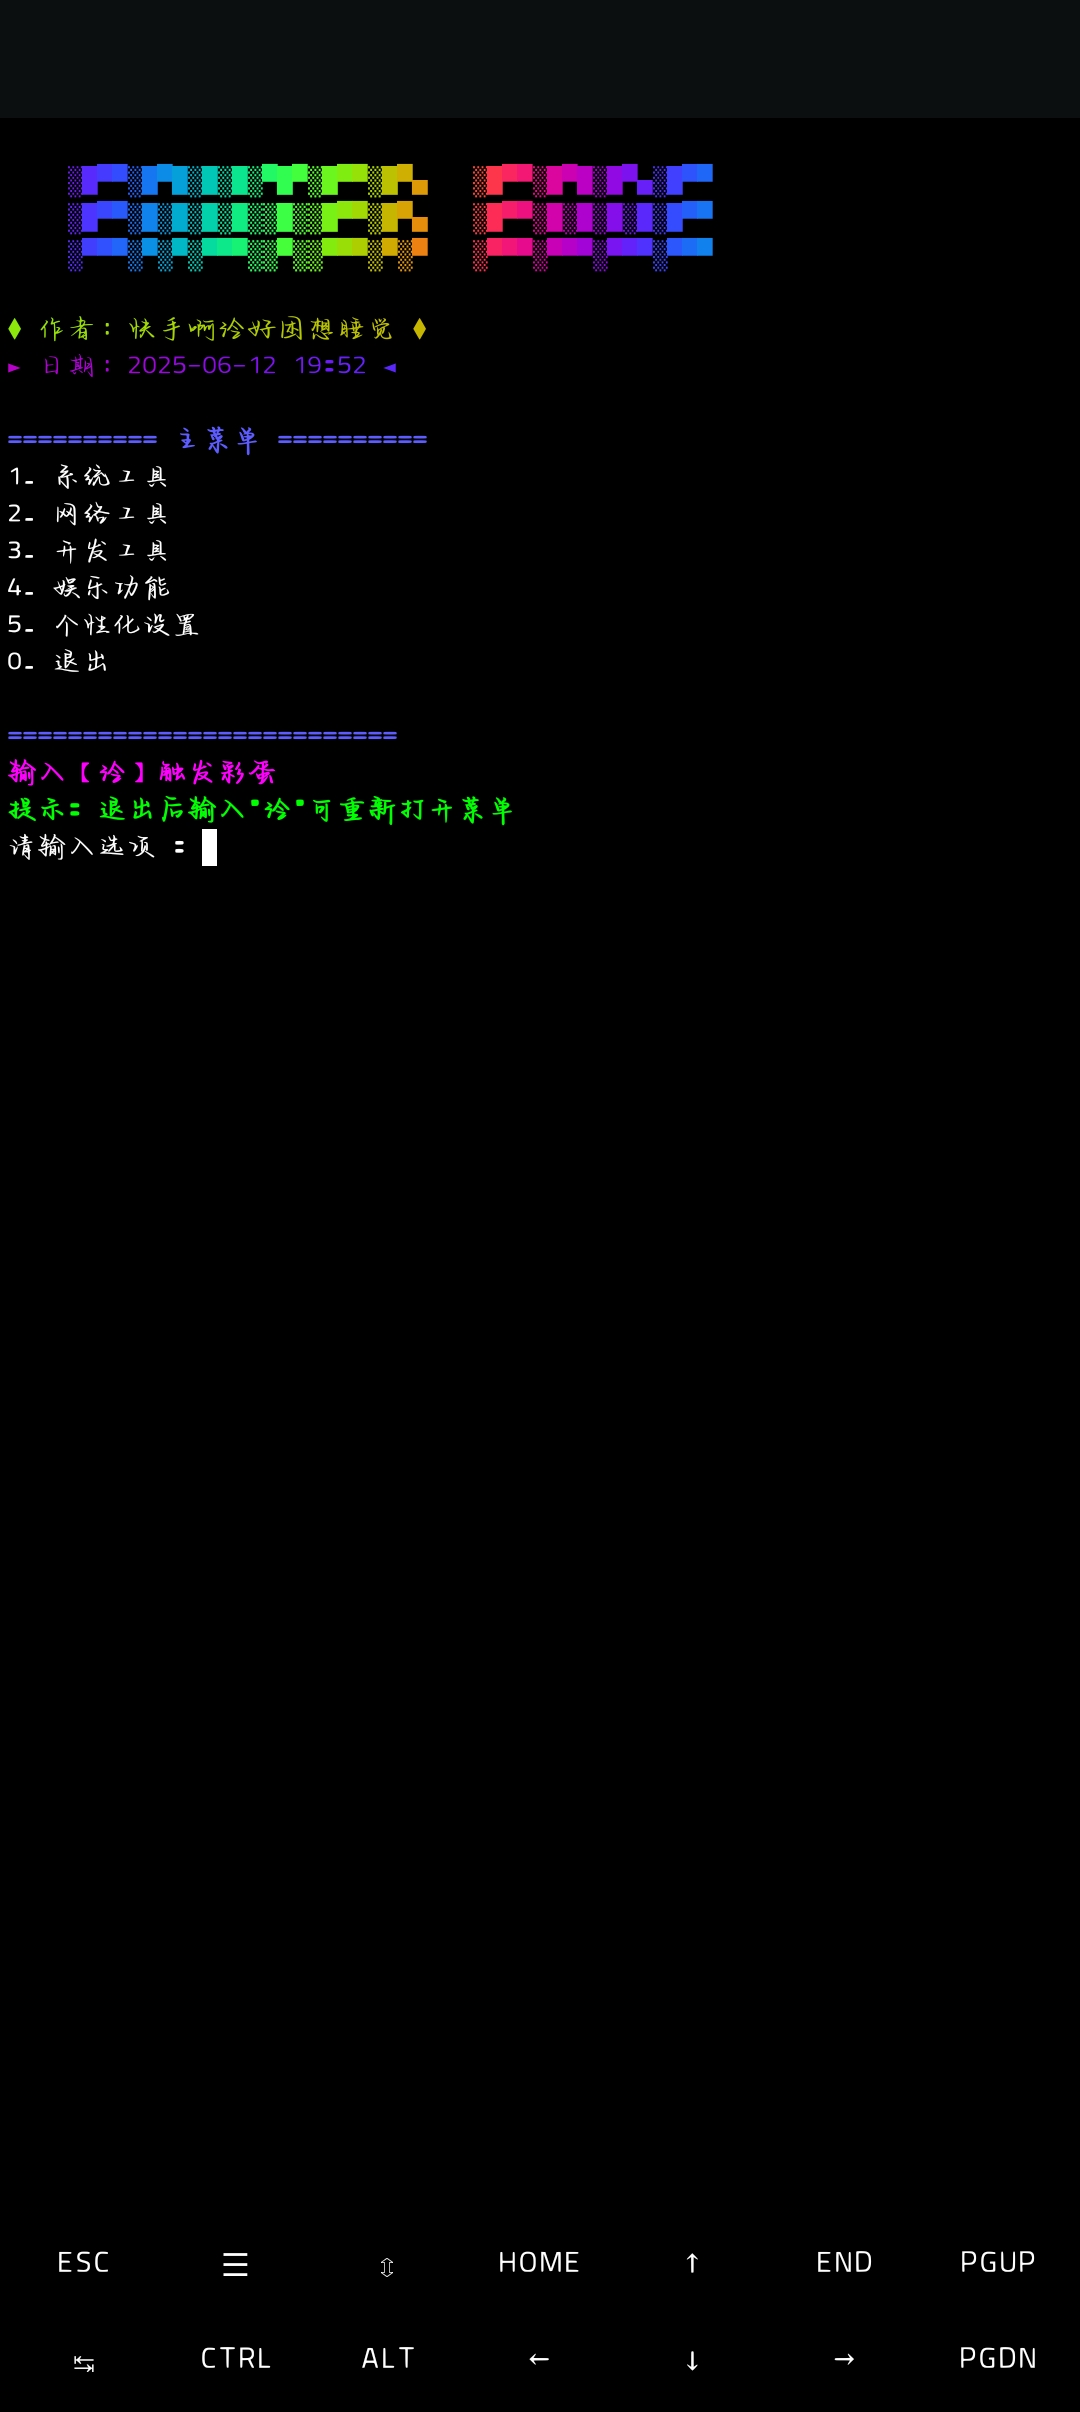 ♦ 作者: 快手啊泠好困想睡觉 ♦
► 日期: 2025-06-12 19:52 ◄
========== 主菜单 ==========
1. 系统工具
2. 网络工具
3. 开发工具
4. 娱乐功能
5. 个性化设置
0. 退出
==========================
输入【泠】触发彩蛋
提示: 退出后输入"泠"可重新打开菜单
请输入选项 :
ESC ☰ ⇳ HOME ↑ END PGUP
↹ CTRL ALT ← ↓ → PGDN